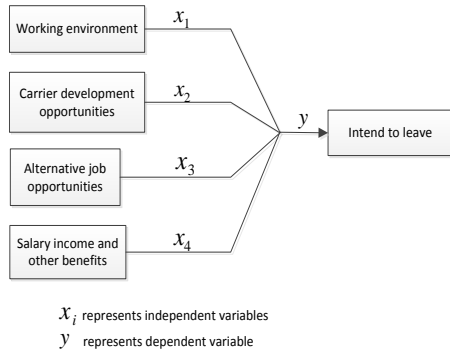 Working environment
x1
Carrier development
opportunities
x2
y
Intend to leave
Alternative job
opportunities
x3
Salary income and
other benefits
x4
xi represents independent variables
y represents dependent variable